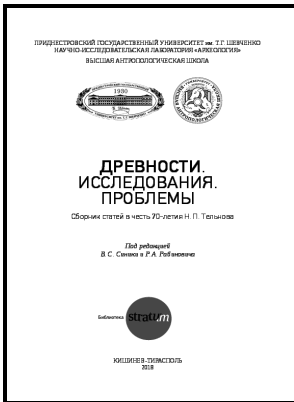 ПРИДНЕСТРОВСКИЙ ГОСУДАРСТВЕННЫЙ УНИВЕРСИТЕТ им. Т.Г. ШЕВЧЕНКО
НАУЧНО-ИССЛЕДОВАТЕЛЬСКАЯ ЛАБОРАТОРИЯ «АРХЕОЛОГИЯ»
ВЫСШАЯ АНТРОПОЛОГИЧЕСКАЯ ШКОЛА
1930
ДРЕВНОСТИ.
ИССЛЕДОВАНИЯ.
ПРОБЛЕМЫ
Сборник статей в честь 70-летия Н. П. Тельнова
Под редакцией
В.С. Синики и Р.А. Рабиновича
Библиотека stratum
КИШИНЕВ-ТИРАСПОЛЬ
2018